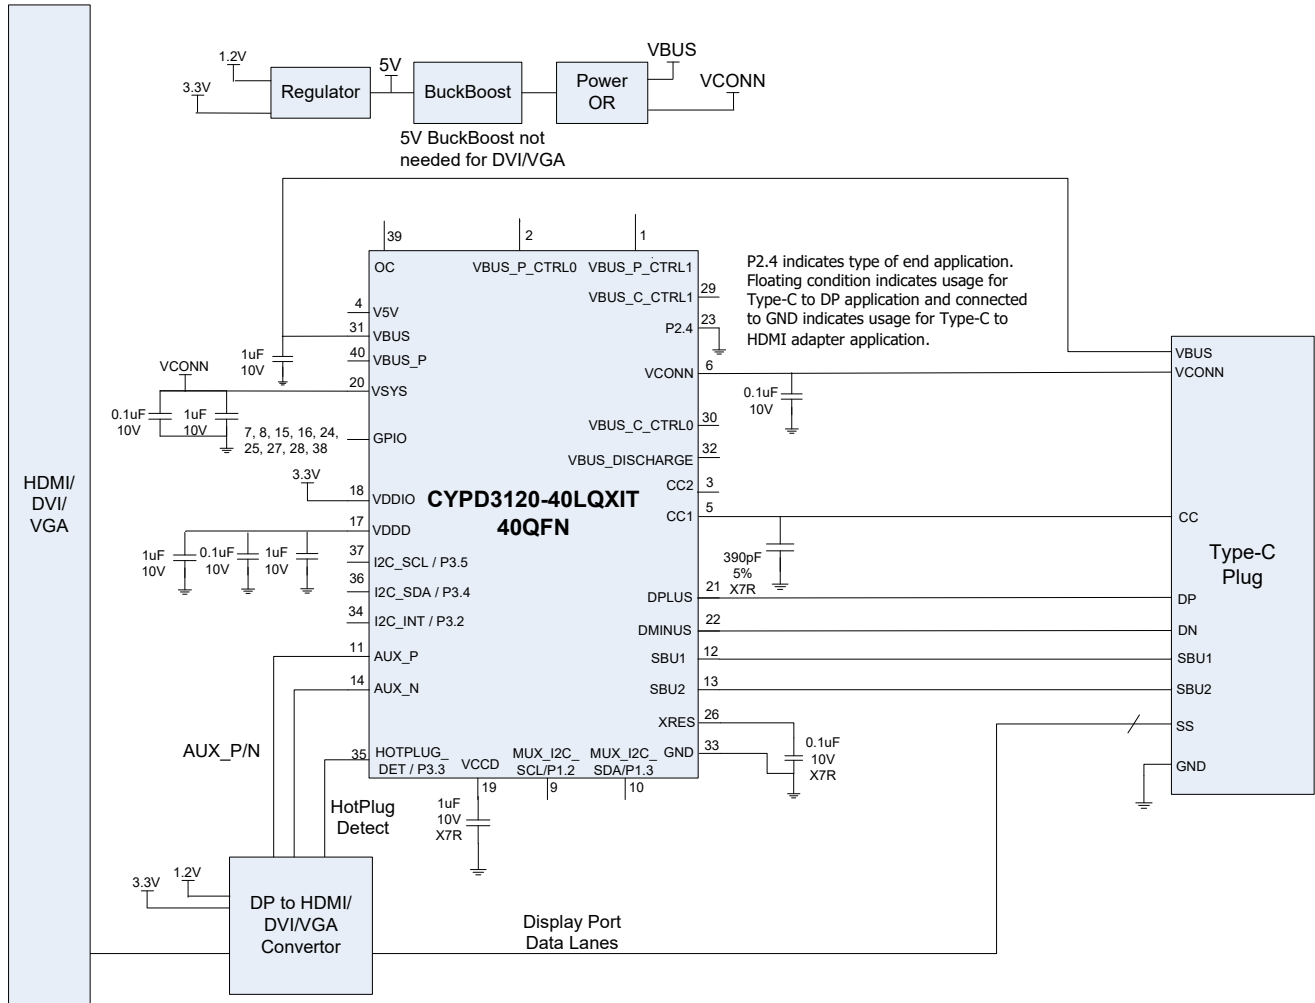 VBUS
1.2V
5V
3.3V
Regulator
BuckBoost
Power
OR
VCONN
5V BuckBoost not
needed for DVI/VGA
HDMI/
DVI/
VGA
39
2
1
OC
VBUS_P_CTRL0
VBUS_P_CTRL1
P2.4 indicates type of end application.
Floating condition indicates usage for
Type-C to DP application and connected
to GND indicates usage for Type-C to
HDMI adapter application.
29
VBUS_C_CTRL1
4
V5V
23
P2.4
31
VBUS
40
VBUS_P
1uF
10V
VCONN
20
VSYS
0.1uF
10V
1uF
10V
6
VCONN
0.1uF
10V
VBUS
VCONN
7, 8, 15, 16, 24,
25, 27, 28, 38
GPIO
30
VBUS_C_CTRL0
32
VBUS_DISCHARGE
3.3V
18
VDDIO
CYPD3120-40LQXIT
40QFN
3
CC2
5
CC1
CC
17
VDDD
1uF
10V
0.1uF
10V
1uF
10V
37
I2C_SCL / P3.5
36
I2C_SDA / P3.4
34
I2C_INT / P3.2
390pF
5%
X7R
Type-C
Plug
21
DPLUS
DP
22
DMINUS
DN
11
AUX_P
12
SBU1
SBU1
14
AUX_N
13
SBU2
SBU2
26
XRES
SS
AUX_P/N
35
HOTPLUG_
DET / P3.3
VCCD
19
MUX_I2C_
SCL/P1.2
9
MUX_I2C_
SDA/P1.3
10
GND
33
0.1uF
10V
X7R
GND
HotPlug
Detect
1uF
10V
X7R
3.3V
1.2V
DP to HDMI/
DVI/VGA
Convertor
Display Port
Data Lanes